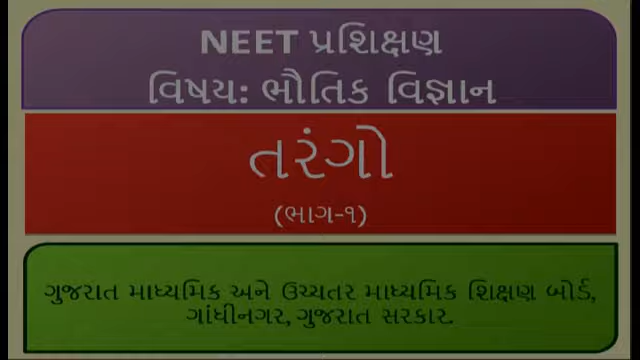 NEET પ્રશિક્ષણ
વિષય: ભૌતિક વિજ્ઞાન
તરંગો
(ભાગ-૧)
ગુજરાત માધ્યમિક અને ઉચ્ચતર માધ્યમિક શિક્ષણ બોર્ડ,
ગાંધીનગર, ગુજરાત સરકાર.